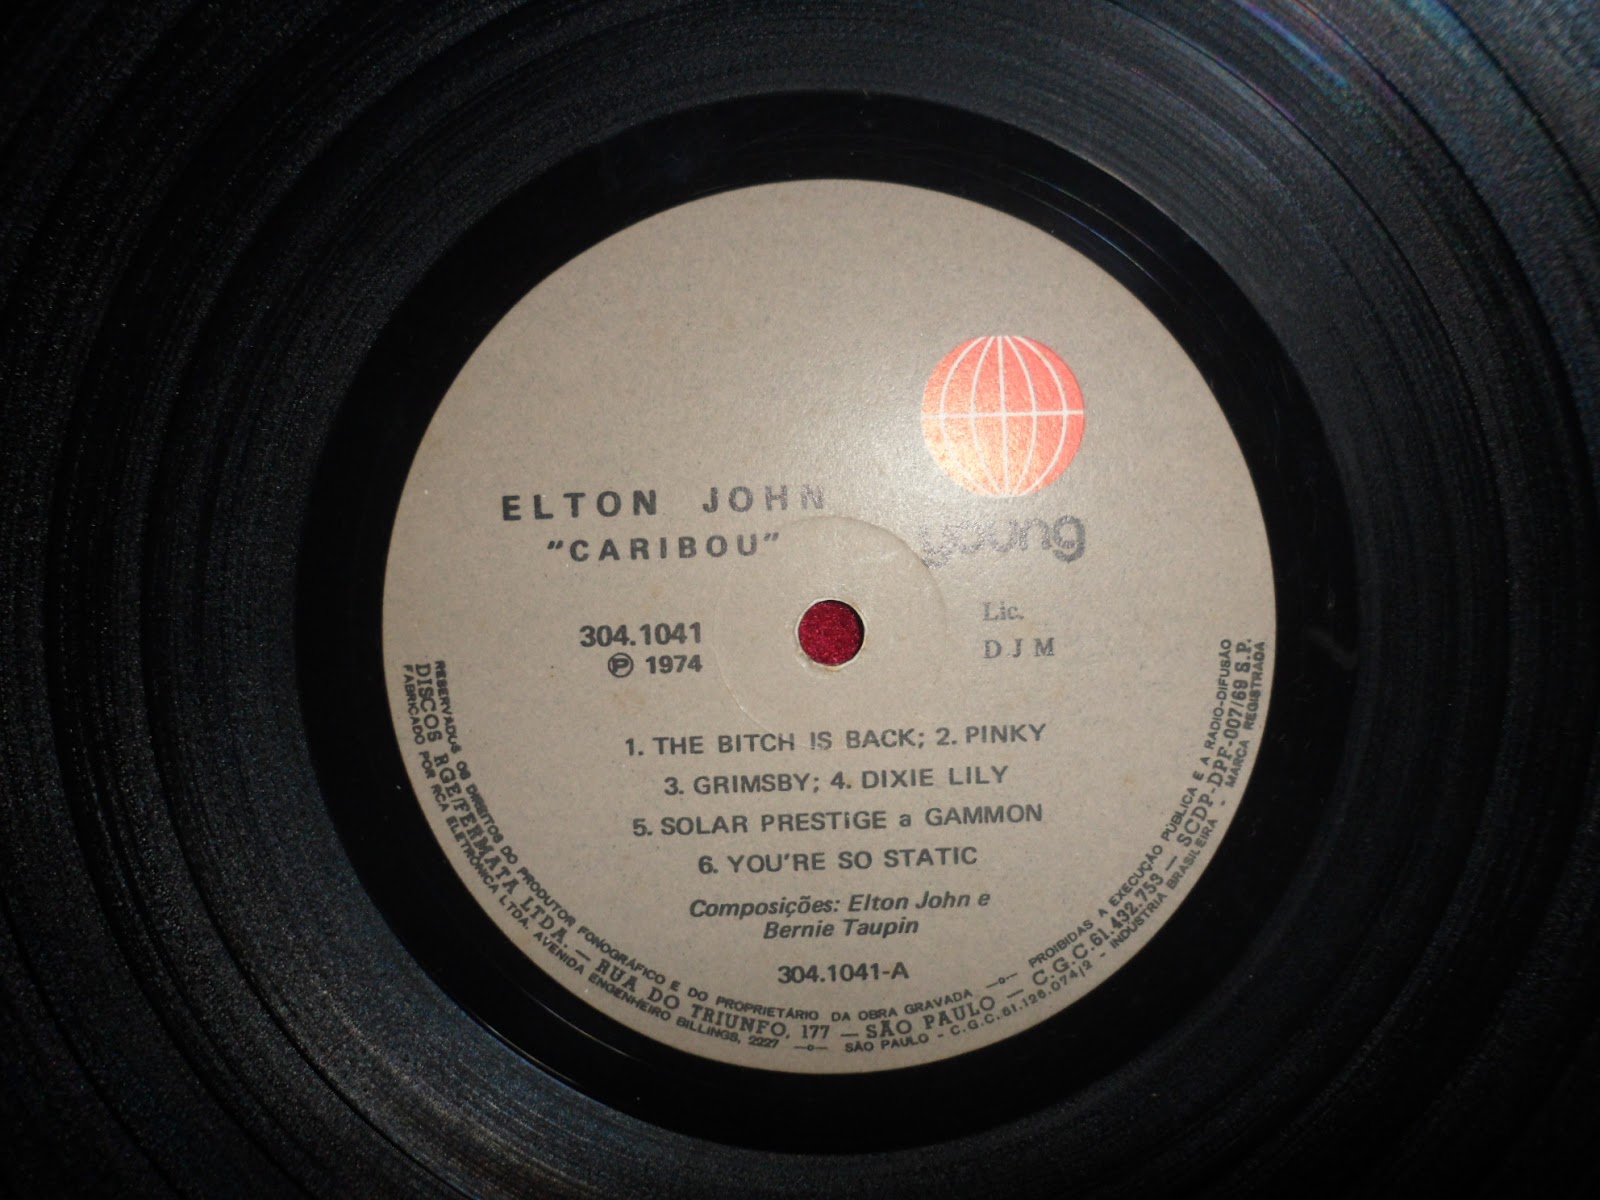 ELTON JOHN
"CARIBOU"
young
304.1041
℗ 1974
Lic.
D J M
1. THE BITCH IS BACK; 2. PINKY
3. GRIMSBY; 4. DIXIE LILY
5. SOLAR PRESTiGE a GAMMON
6. YOU'RE SO STATIC
Composições: Elton John e
Bernie Taupin
304.1041-A
RESERVADOS OS DIREITOS DO PRODUTOR FONOGRÁFICO E DO PROPRIETÁRIO DA OBRA GRAVADA —o— PROIBIDAS A EXECUÇÃO PÚBLICA E A RADIO-DIFUSÃO
DISCOS RGE/FERMATA LTDA. — RUA DO TRIUNFO, 177 — SÃO PAULO — C.G.C. 61.432.753 — SCDP-DPF-007/69 S.P.
FABRICADO POR RCA ELETRÔNICA LTDA. AVENIDA ENGENHEIRO BILLINGS, 2227 —o— SÃO PAULO - C.G.C. 61.126.074/2 - INDÚSTRIA BRASILEIRA - MARCA REGISTRADA